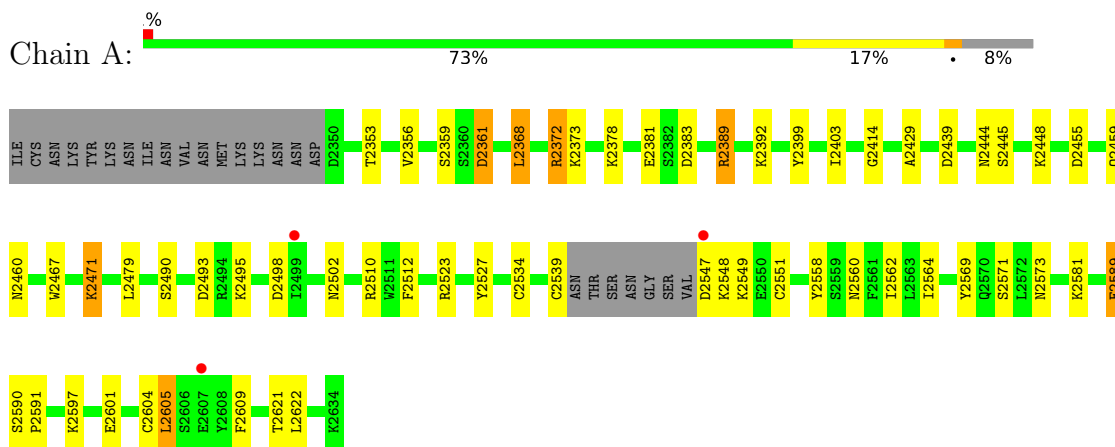 .%
Chain A:
73% 17% • 8%
ILE CYS ASN LYS TYR LYS ASN ILE ASN VAL ASN MET LYS LYS ASN ASN ASP D2350 T2353 V2356 S2359 S2360 D2361 L2368 R2372 K2373 K2378 E2381 S2382 D2383 R2389 K2392 Y2399 I2403 G2414 A2429 D2439 N2444 S2445 K2448 D2455
N2460 W2467 K2471 L2479 S2490 D2493 R2494 K2495 D2498 I2499 N2502 R2510 W2511 F2512 R2523 Y2527 C2534 C2539 ASN THR SER ASN GLY SER VAL D2547 K2548 K2549 E2550 C2551 Y2558 S2559 N2560 F2561 I2562 L2563 I2564 Y2569 Q2570 S2571 L2572 N2573 K2581
S2590 P2591 K2597 E2601 C2604 L2605 S2606 E2607 Y2608 F2609 T2621 L2622 K2634